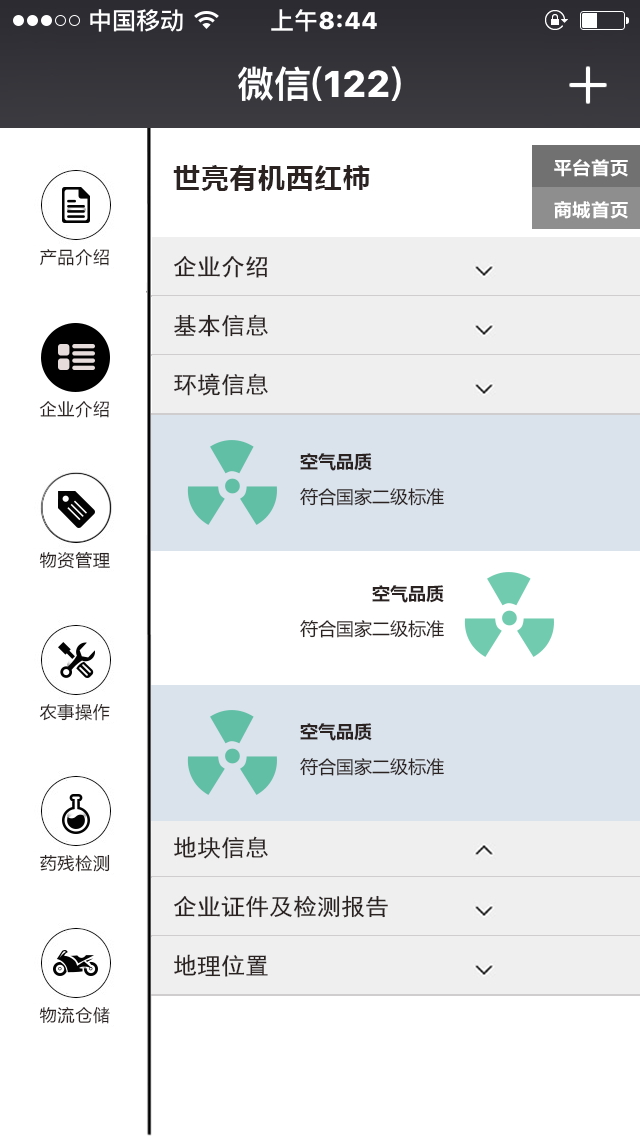 中国移动
上午8:44
微信(122)
产品介绍
企业介绍
物资管理
农事操作
药残检测
物流仓储
世亮有机西红柿
平台首页
商城首页
企业介绍
基本信息
环境信息
空气品质
符合国家二级标准
空气品质
符合国家二级标准
空气品质
符合国家二级标准
地块信息
企业证件及检测报告
地理位置